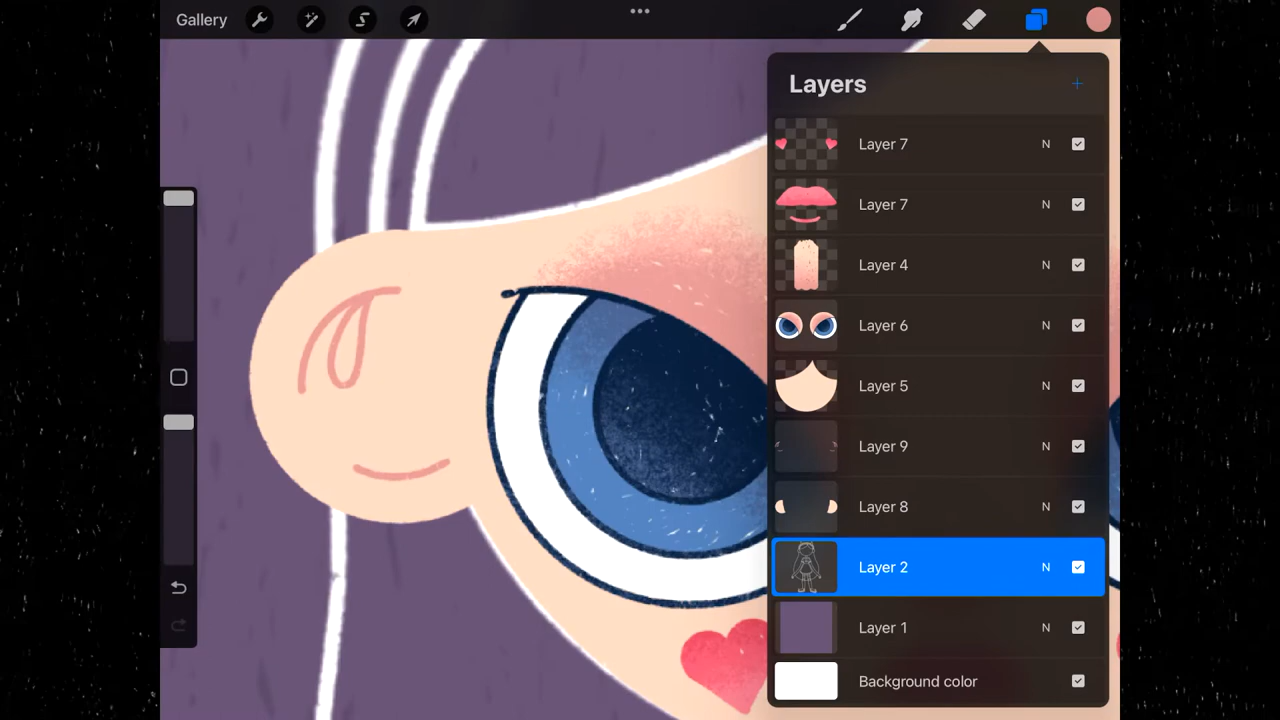 Gallery
Layers
Layer 7 N
Layer 7 N
Layer 4 N
Layer 6 N
Layer 5 N
Layer 9 N
Layer 8 N
Layer 2 N
Layer 1 N
Background color